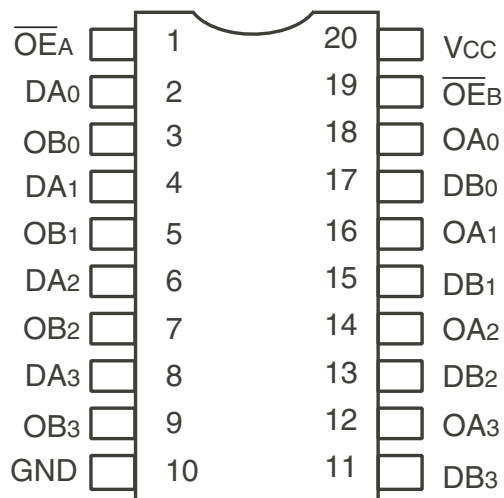 OEA 1 20 VCC
DA0 2 19 OEB
OB0 3 18 OA0
DA1 4 17 DB0
OB1 5 16 OA1
DA2 6 15 DB1
OB2 7 14 OA2
DA3 8 13 DB2
OB3 9 12 OA3
GND 10 11 DB3